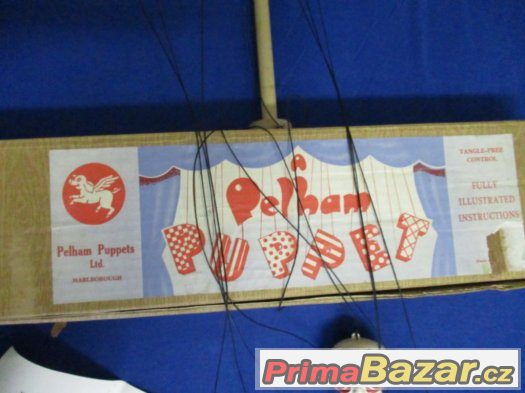 Pelham Puppets
Ltd.
MARLBOROUGH
a
Pelham
PUPPET
TANGLE-FREE
CONTROL
FULLY
ILLUSTRATED
INSTRUCTIONS
PrimaBazar.cz